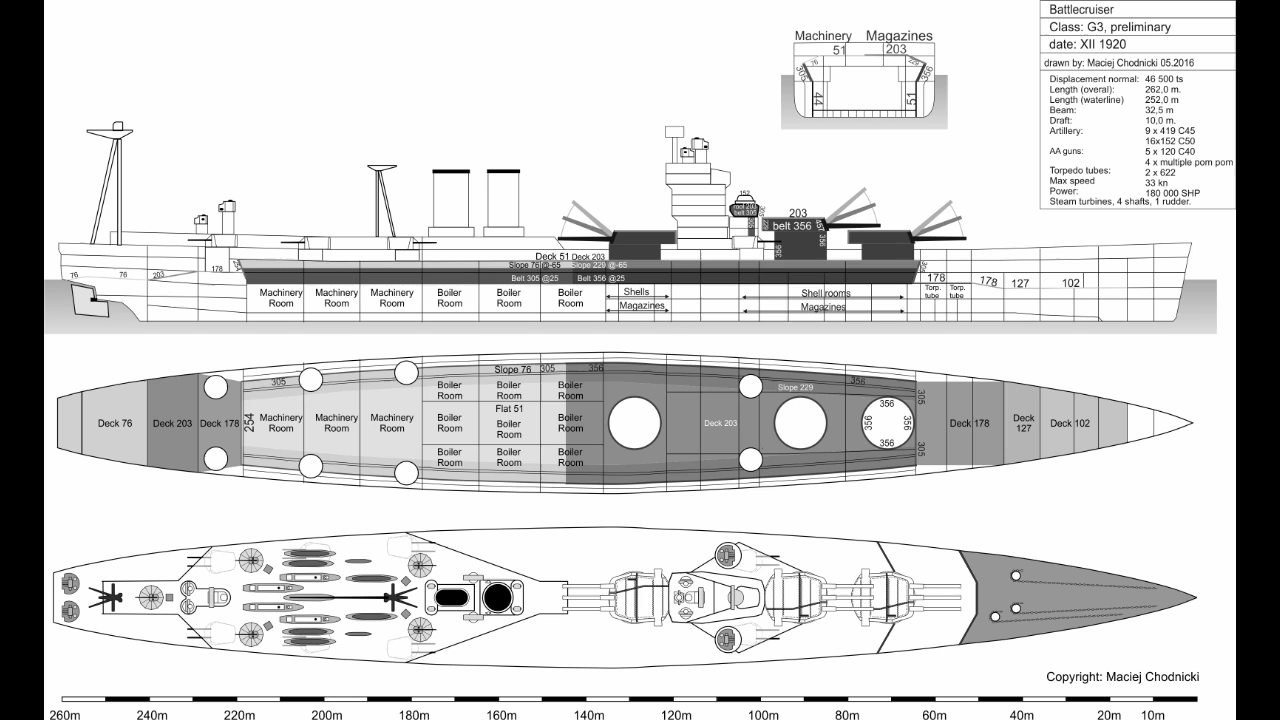 Battlecruiser
Class: G3, preliminary
date: XII 1920
drawn by: Maciej Chodnicki 05.2016
Displacement normal: 46 500 ts
Length (overal): 262,0 m.
Length (waterline) 252,0 m
Beam: 32,5 m
Draft: 10,0 m.
Artillery: 9 x 419 C45
16x152 C50
AA guns: 5 x 120 C40
4 x multiple pom pom
Torpedo tubes: 2 x 622
Max speed 33 kn
Power: 180 000 SHP
Steam turbines, 4 shafts, 1 rudder.
Machinery Magazines
51 203
76 305 356
44 51
152
203
belt 305
belt 356
356 356
Deck 51 Deck 203
Slope 76@-65 Slope 229 @-65
Belt 305 @25 Belt 356 @25
76 76 203 178
178 178 127 102
Machinery Room Machinery Room Machinery Room Boiler Room Boiler Room Boiler Room
Shells
Magazines
Shell rooms
Magazines
Torp. tube Torp. tube
305 Slope 76 305 356 Slope 229 356
Deck 76 Deck 203 Deck 178 254
Machinery Room Machinery Room Machinery Room
Boiler Room Boiler Room Boiler Room
Flat 51
Boiler Room Boiler Room Boiler Room
Boiler Room Boiler Room Boiler Room
Deck 203
356 356 356 356
305 305
Deck 178 Deck 127 Deck 102
Copyright: Maciej Chodnicki
260m 240m 220m 200m 180m 160m 140m 120m 100m 80m 60m 40m 20m 10m